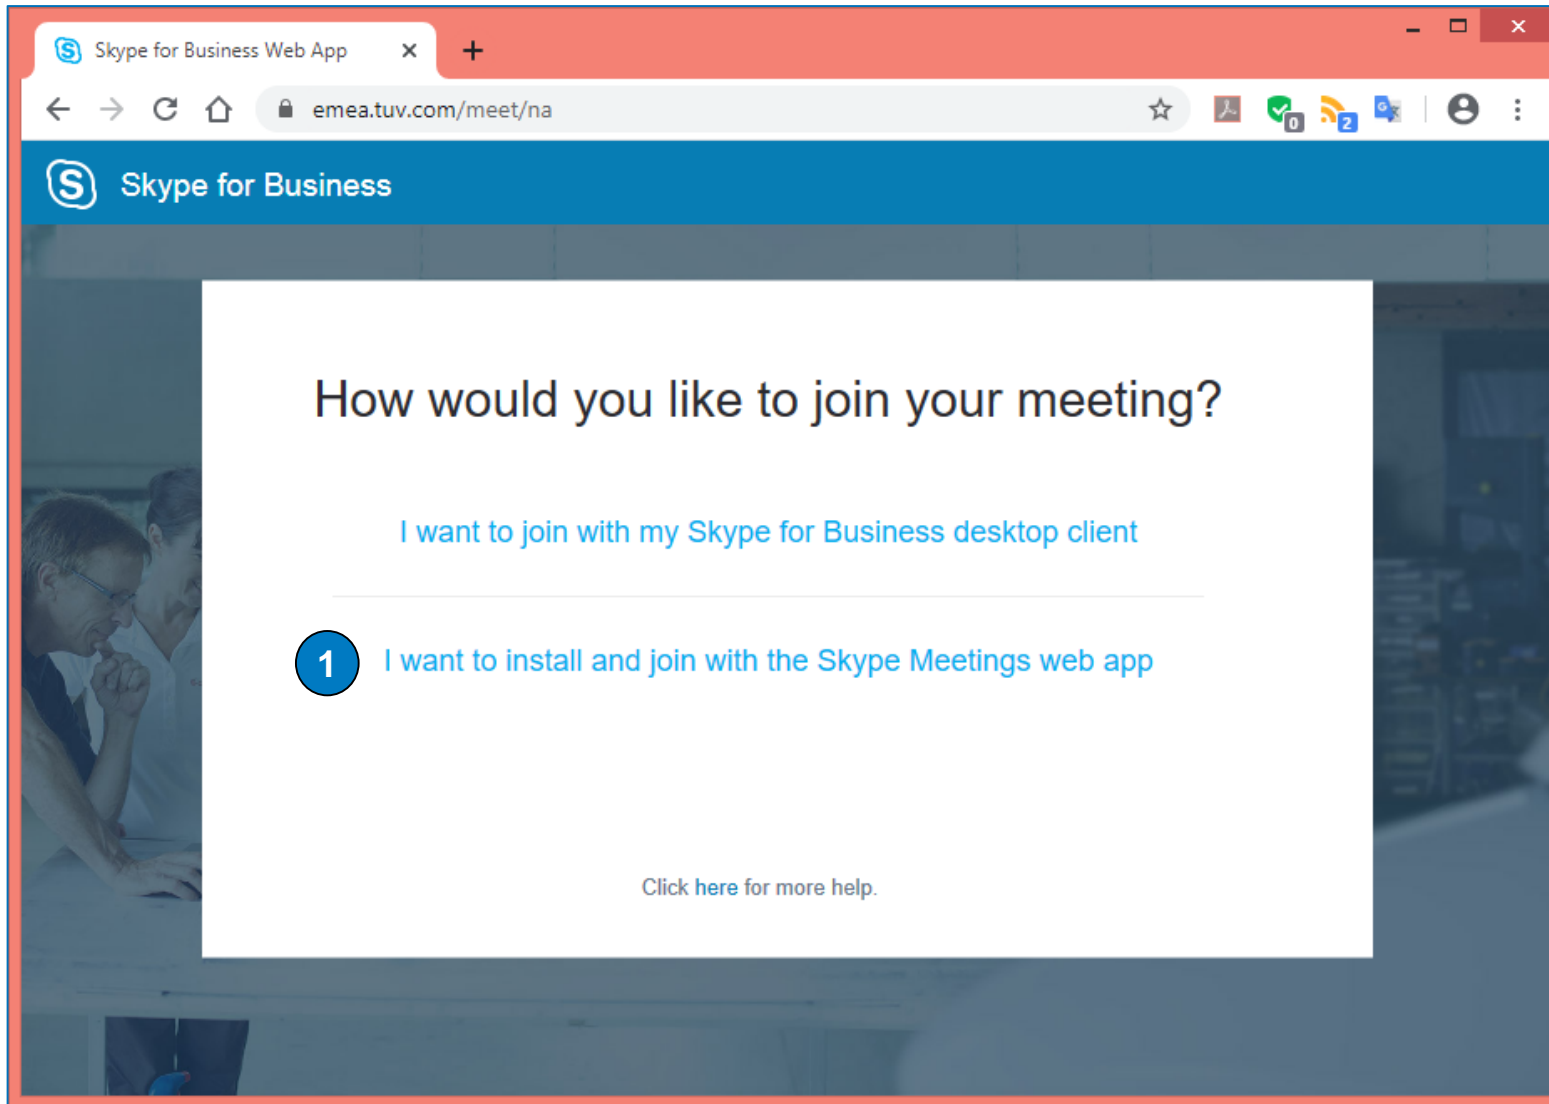 Skype for Business Web App
emea.tuv.com/meet/na
0
2
S Skype for Business
How would you like to join your meeting?
I want to join with my Skype for Business desktop client
1 I want to install and join with the Skype Meetings web app
Click here for more help.